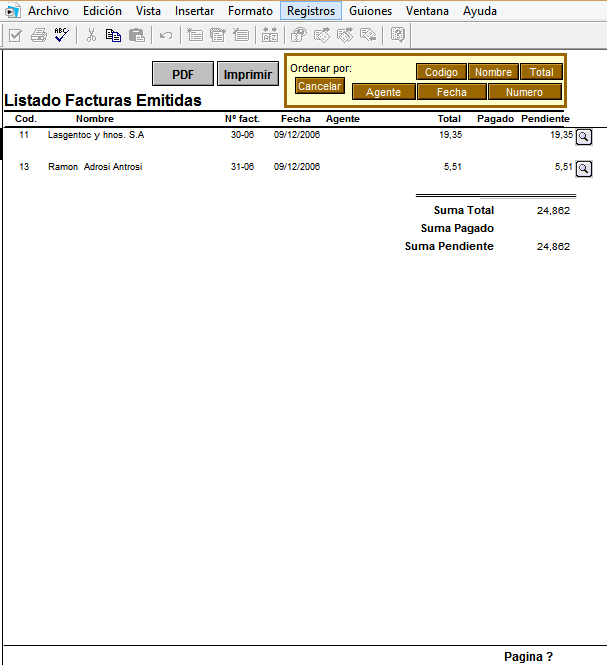 Archivo Edición Vista Insertar Formato Registros Guiones Ventana Ayuda
ABC
PDF Imprimir
Ordenar por:
Codigo Nombre Total
Cancelar
Agente Fecha Numero
Listado Facturas Emitidas
Cod. Nombre Nº fact. Fecha Agente Total Pagado Pendiente
11 Lasgentoc y hnos. S.A 30-06 09/12/2006 19,35 19,35
13 Ramon Adrosi Antrosi 31-06 09/12/2006 5,51 5,51
Suma Total 24,862
Suma Pagado
Suma Pendiente 24,862
Pagina ?